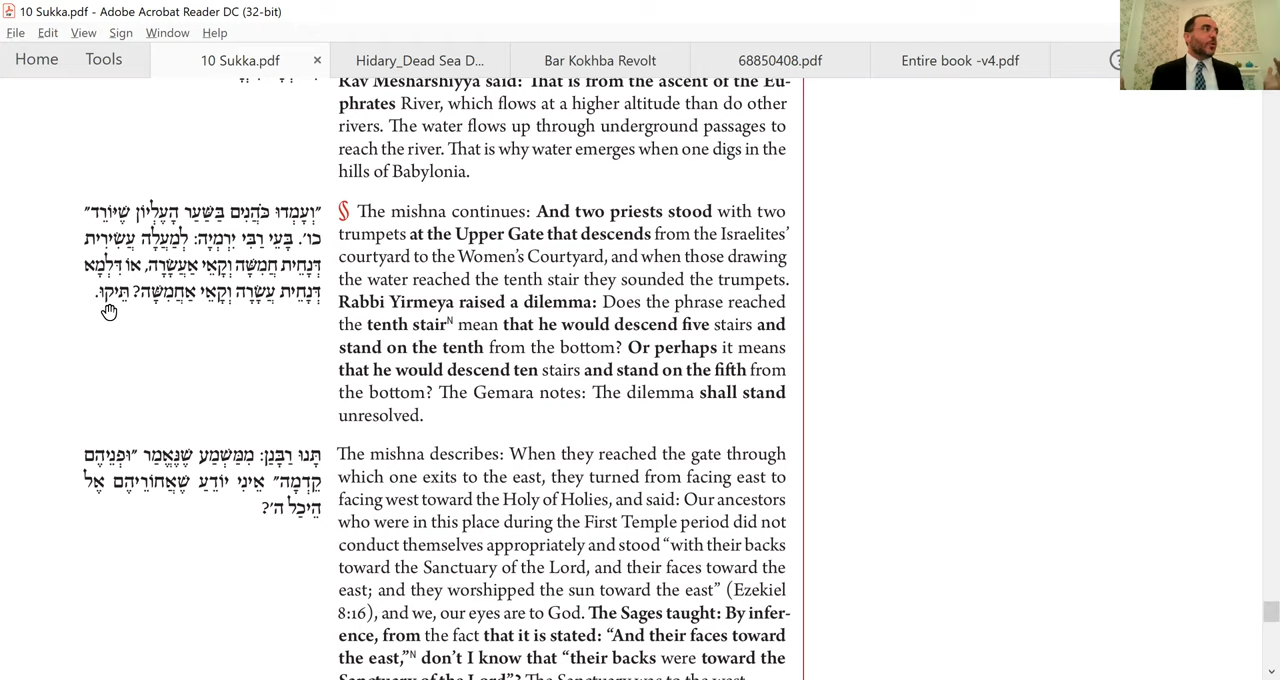 10 Sukka.pdf - Adobe Acrobat Reader DC (32-bit)
File Edit View Sign Window Help
Home Tools 10 Sukka.pdf × Hidary_Dead Sea D... Bar Kokhba Revolt 68850408.pdf Entire book -v4.pdf
Rav Mesharshiyya said: That is from the ascent of the Eu-
phrates River, which flows at a higher altitude than do other
rivers. The water flows up through underground passages to
reach the river. That is why water emerges when one digs in the
hills of Babylonia.
״וְעָמְדוּ כֹּהֲנִים בַּשַּׁעַר הָעֶלְיוֹן שֶׁיּוֹרֵד״
כו׳. בָּעֵי רַבִּי יִרְמְיָה: לְמַעְלָה עֲשִׂירִית
דְּנָחֵית חֲמִשָּׁה וְקָאֵי אַעֲשָׂרָה, אוֹ דִּלְמָא
דְּנָחֵית עֲשָׂרָה וְקָאֵי אַחֲמִשָּׁה? תֵּיקוּ.
§ The mishna continues: And two priests stood with two
trumpets at the Upper Gate that descends from the Israelites’
courtyard to the Women’s Courtyard, and when those drawing
the water reached the tenth stair they sounded the trumpets.
Rabbi Yirmeya raised a dilemma: Does the phrase reached
the tenth stairᴺ mean that he would descend five stairs and
stand on the tenth from the bottom? Or perhaps it means
that he would descend ten stairs and stand on the fifth from
the bottom? The Gemara notes: The dilemma shall stand
unresolved.
תָּנוּ רַבָּנַן: מִמַּשְׁמַע שֶׁנֶּאֱמַר ״וּפְנֵיהֶם
קֵדְמָה״ אֵינִי יוֹדֵעַ שֶׁאֲחוֹרֵיהֶם אֶל
הֵיכַל ה׳?
The mishna describes: When they reached the gate through
which one exits to the east, they turned from facing east to
facing west toward the Holy of Holies, and said: Our ancestors
who were in this place during the First Temple period did not
conduct themselves appropriately and stood “with their backs
toward the Sanctuary of the Lord, and their faces toward the
east; and they worshipped the sun toward the east” (Ezekiel
8:16), and we, our eyes are to God. The Sages taught: By infer-
ence, from the fact that it is stated: “And their faces toward
the east,”ᴺ don’t I know that “their backs were toward the
Sanctuary of the Lord”? The Sanctuary was to the west